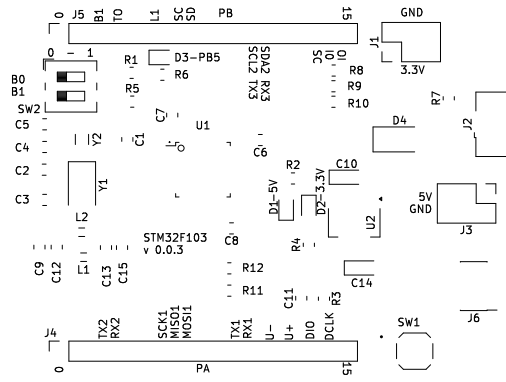 0 J5 B1 TO L1 SC SD PB 15 GND
J1
0 - 1
R1 D3-PB5 SCL2 TX3 SDA2 RX3 SC IO OI 3.3V
B0 R6 R8
B1 R5 R9 R7
SW2 C7 R10
C5 U1 D4 J2
C4 Y2 C1 C6
C2 R2 C10
Y1 5V
C3 D1-5V D2-3.3V GND
L2 U2 J3
STM32F103 C8 R4
v 0.0.3
C9 C12 L1 C13 C15 R12 C14
R11 C11 R3
J6
J4 TX2 RX2 SCK1 MISO1 MOSI1 TX1 RX1 U- U+ DIO DCLK SW1
0 PA 15